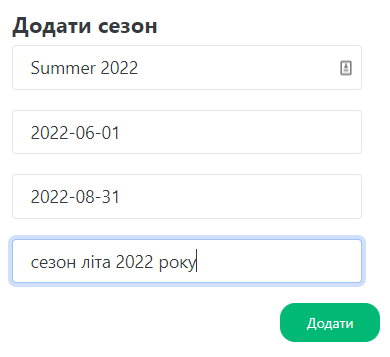 Додати сезон
Summer 2022
2022-06-01
2022-08-31
сезон літа 2022 року
Додати